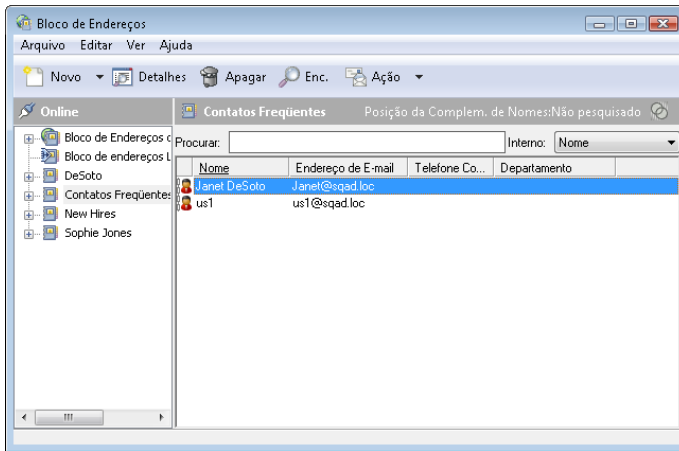 Bloco de Endereços
Arquivo Editar Ver Ajuda
Novo Detalhes Apagar Enc. Ação
Online
Contatos Freqüentes Posição da Complem. de Nomes:Não pesquisado
Bloco de Endereços
Bloco de endereços L
DeSoto
Contatos Freqüentes
New Hires
Sophie Jones
Procurar: Interno: Nome
Nome Endereço de E-mail Telefone Co... Departamento
Janet DeSoto Janet@sqad.loc
us1 us1@sqad.loc